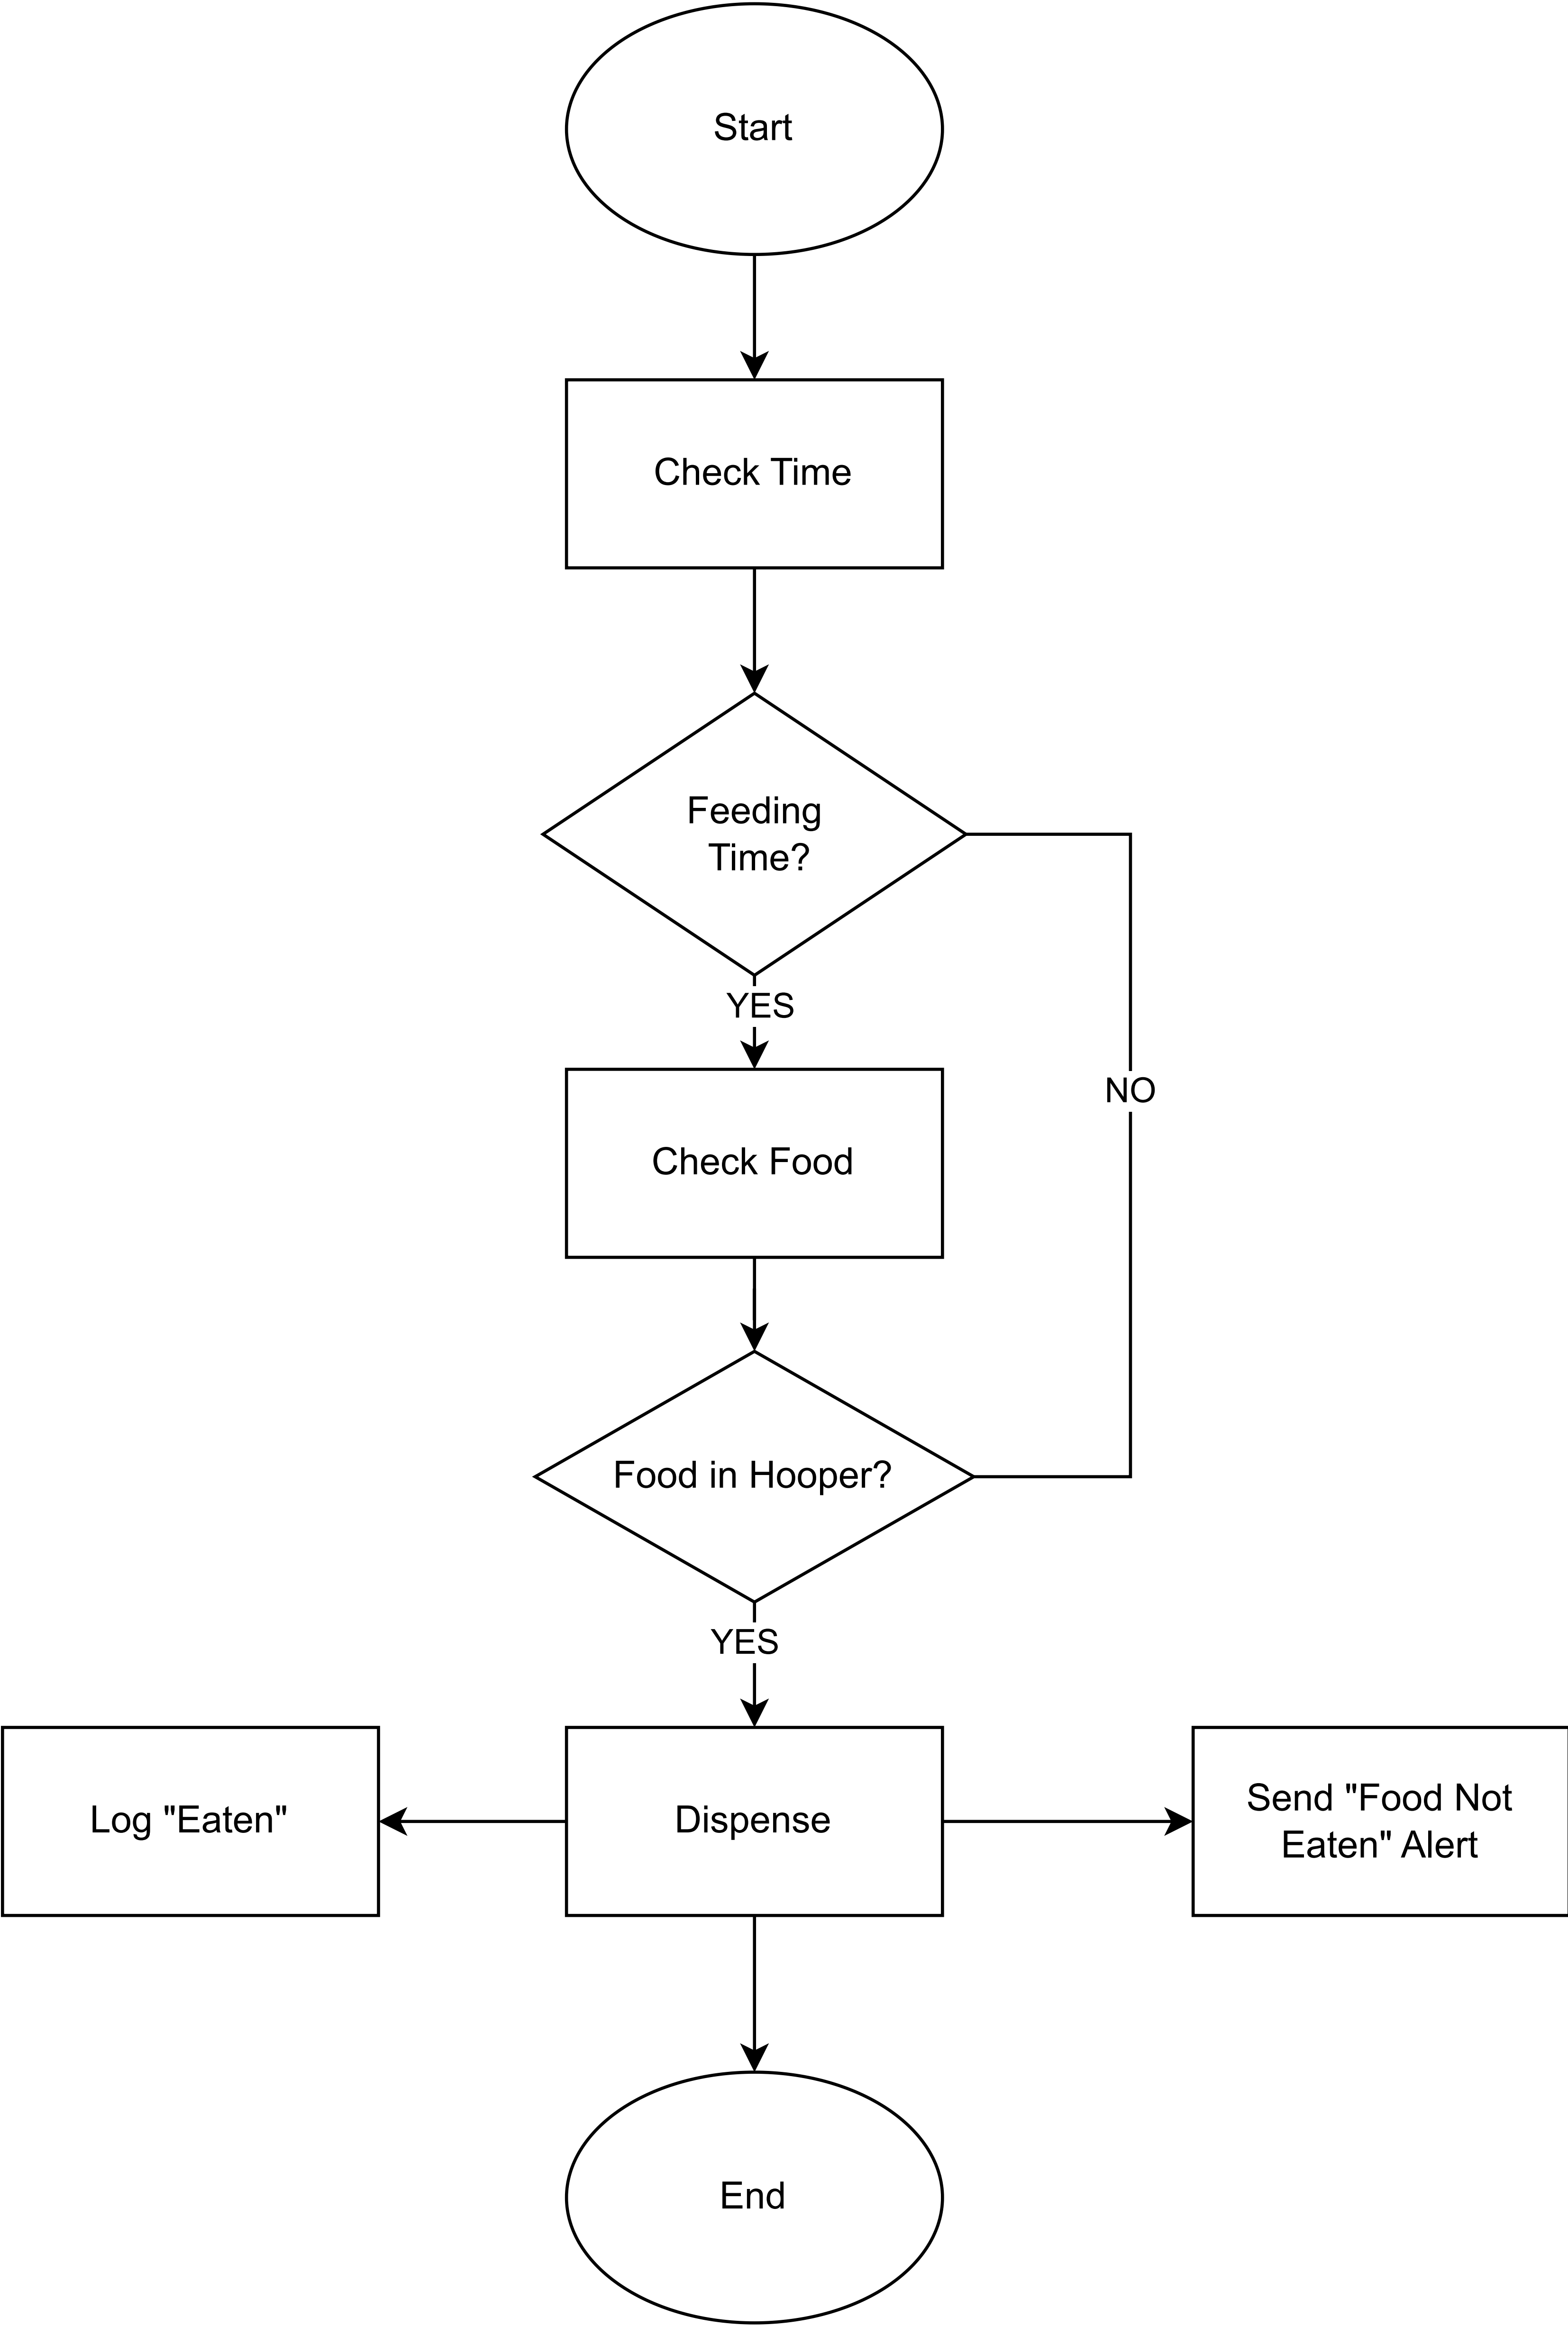 Start
Check Time
Feeding
Time?
YES
NO
Check Food
Food in Hooper?
YES
Log "Eaten"
Dispense
Send "Food Not
Eaten" Alert
End